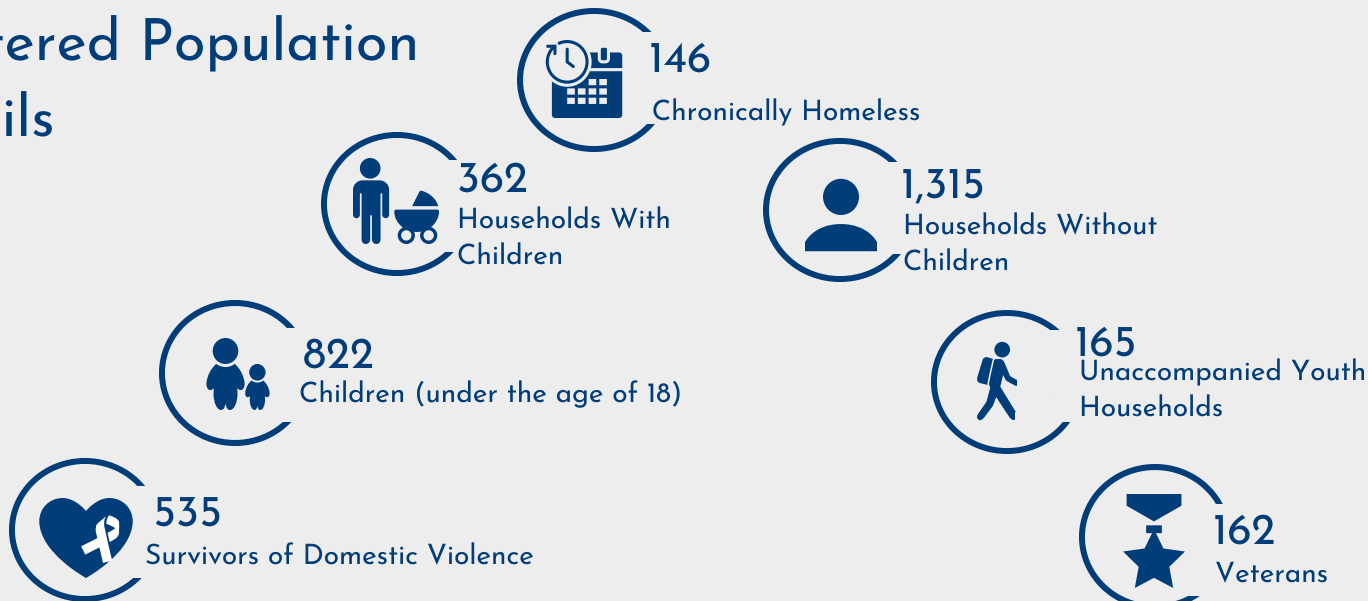 tered Population
ils
146
Chronically Homeless
362
Households With
Children
1,315
Households Without
Children
822
Children (under the age of 18)
165
Unaccompanied Youth
Households
535
Survivors of Domestic Violence
162
Veterans